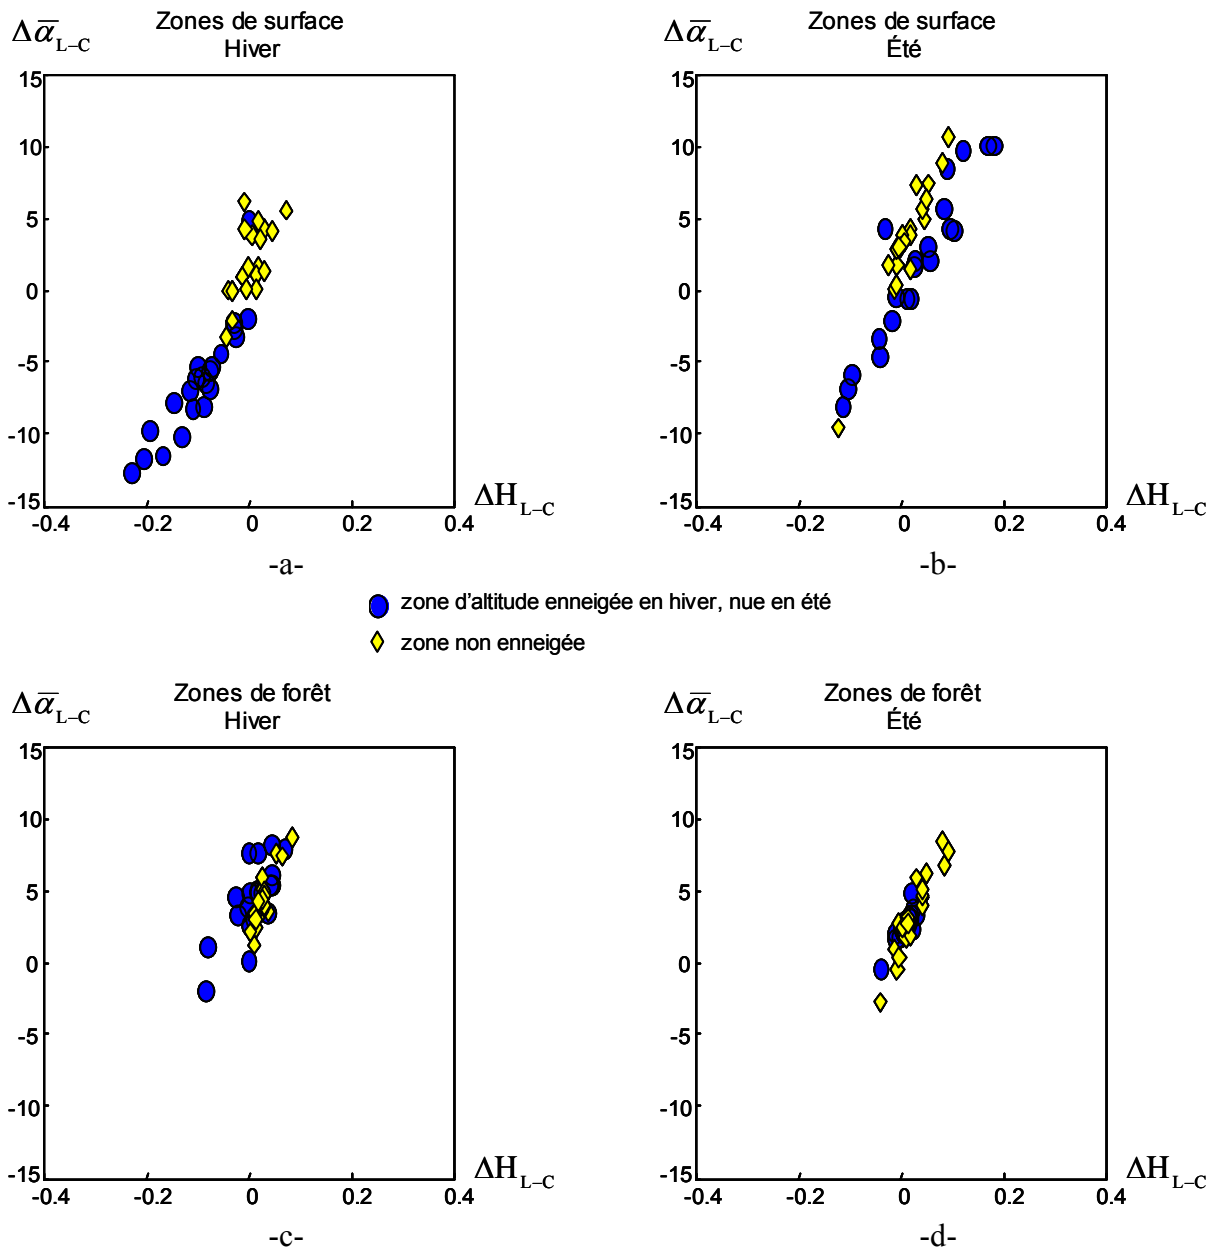 Δᾱ L–C
Zones de surface
Hiver
15
10
5
0
-5
-10
-15
-0.4
-0.2
0
0.2
0.4
ΔH L–C
-a-
Δᾱ L–C
Zones de surface
Été
15
10
5
0
-5
-10
-15
-0.4
-0.2
0
0.2
0.4
ΔH L–C
-b-
zone d'altitude enneigée en hiver, nue en été
zone non enneigée
Δᾱ L–C
Zones de forêt
Hiver
15
10
5
0
-5
-10
-15
-0.4
-0.2
0
0.2
0.4
ΔH L–C
-c-
Δᾱ L–C
Zones de forêt
Été
15
10
5
0
-5
-10
-15
-0.4
-0.2
0
0.2
0.4
ΔH L–C
-d-